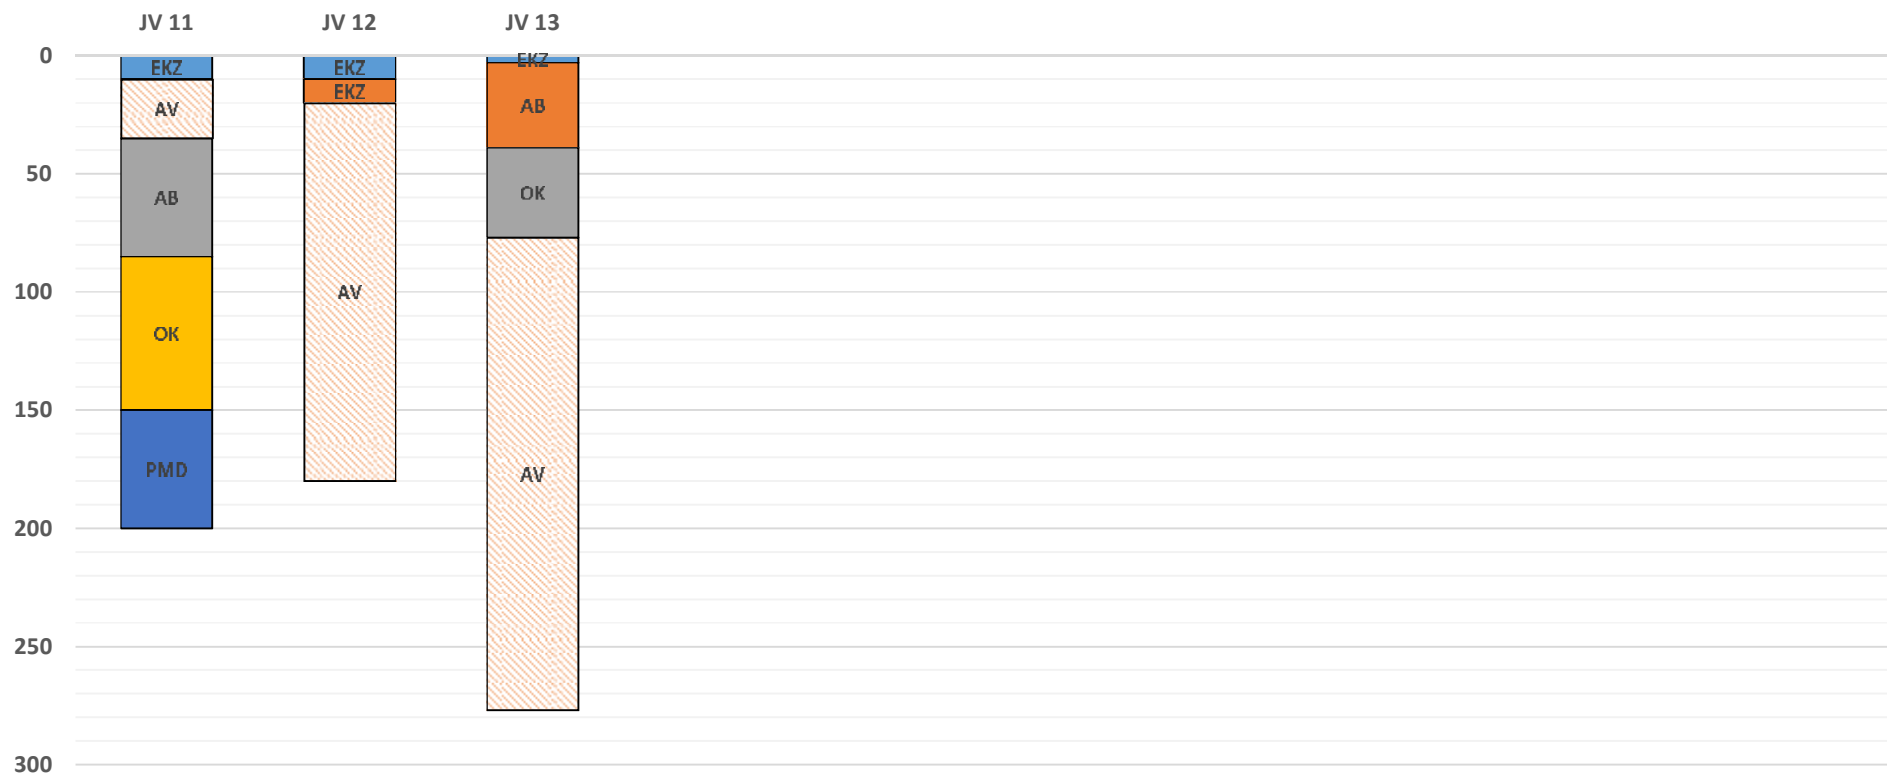 JV 11 JV 12 JV 13
0
EKZ EKZ EKZ
EKZ
AV AB
50
AB OK
100
AV
OK
150
PMD AV
200
250
300